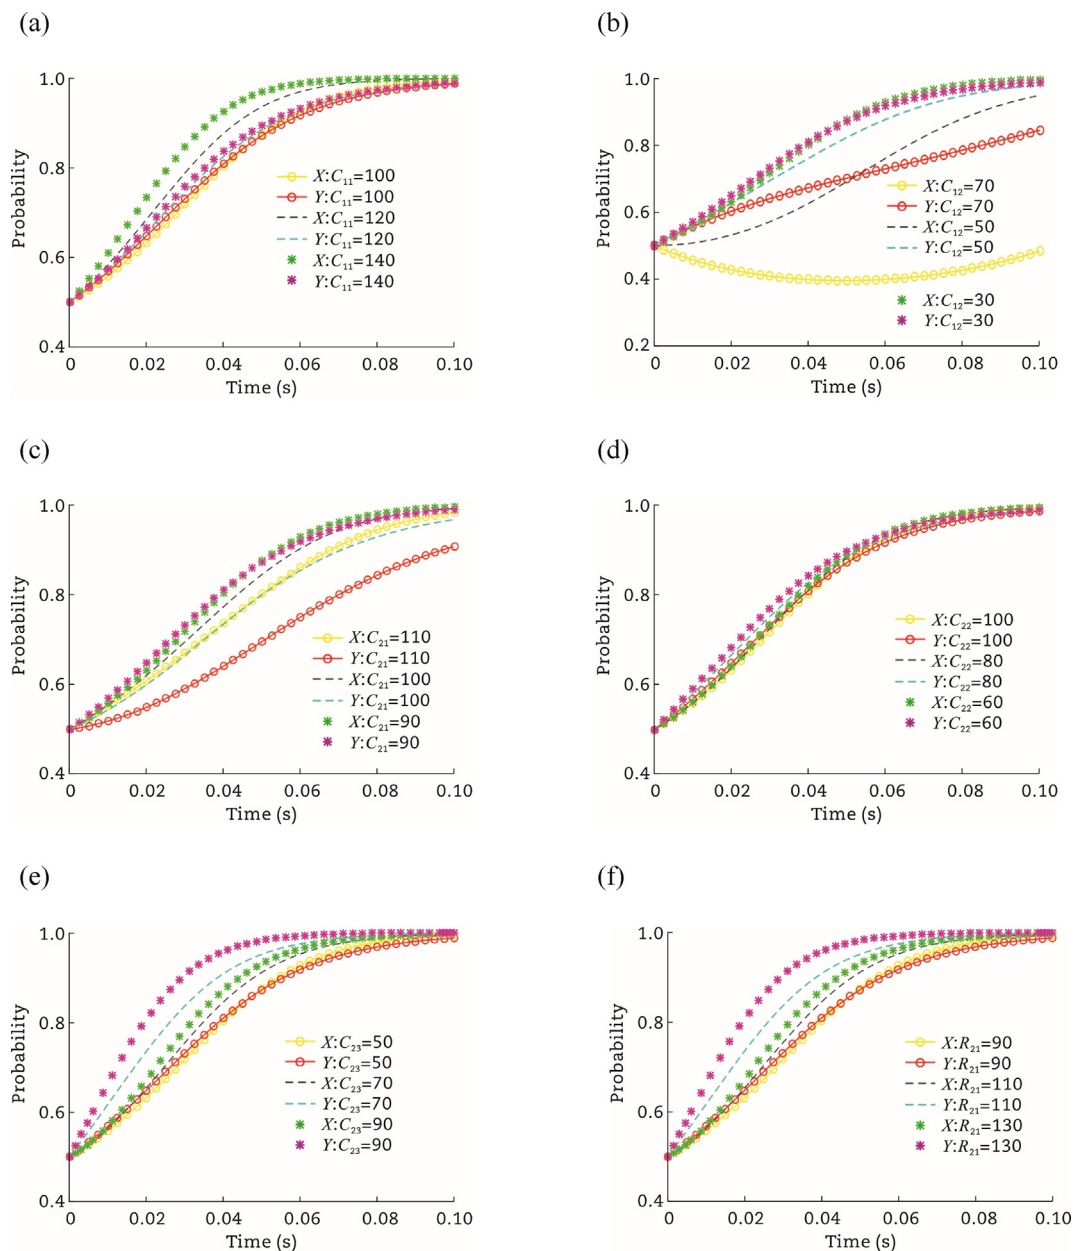 (a)
(b)
1.0
0.8
0.6
0.4
Probability
0 0.02 0.04 0.06 0.08 0.10
Time (s)
X:C₁₁=100
Y:C₁₁=100
X:C₁₁=120
Y:C₁₁=120
X:C₁₁=140
Y:C₁₁=140
1.0
0.8
0.6
0.4
0.2
Probability
0 0.02 0.04 0.06 0.08 0.10
Time (s)
X:C₁₂=70
Y:C₁₂=70
X:C₁₂=50
Y:C₁₂=50
X:C₁₂=30
Y:C₁₂=30
(c)
(d)
1.0
0.8
0.6
0.4
Probability
0 0.02 0.04 0.06 0.08 0.10
Time (s)
X:C₂₁=110
Y:C₂₁=110
X:C₂₁=100
Y:C₂₁=100
X:C₂₁=90
Y:C₂₁=90
1.0
0.8
0.6
0.4
Probability
0 0.02 0.04 0.06 0.08 0.10
Time (s)
X:C₂₂=100
Y:C₂₂=100
X:C₂₂=80
Y:C₂₂=80
X:C₂₂=60
Y:C₂₂=60
(e)
(f)
1.0
0.8
0.6
0.4
Probability
0 0.02 0.04 0.06 0.08 0.10
Time (s)
X:C₂₃=50
Y:C₂₃=50
X:C₂₃=70
Y:C₂₃=70
X:C₂₃=90
Y:C₂₃=90
1.0
0.8
0.6
0.4
Probability
0 0.02 0.04 0.06 0.08 0.10
Time (s)
X:R₂₁=90
Y:R₂₁=90
X:R₂₁=110
Y:R₂₁=110
X:R₂₁=130
Y:R₂₁=130